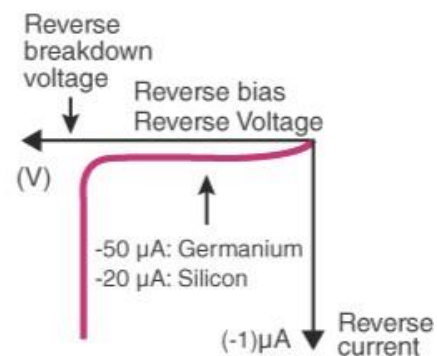 Reverse
breakdown
voltage
Reverse bias
Reverse Voltage
(V)
-50 µA: Germanium
-20 µA: Silicon
(-1)µA
Reverse
current